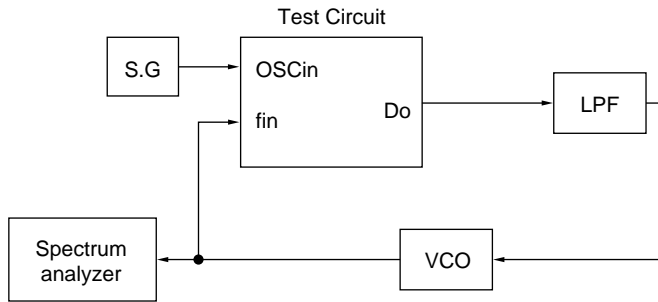 Test Circuit
S.G
OSCin
fin
Do
LPF
Spectrum
analyzer
VCO